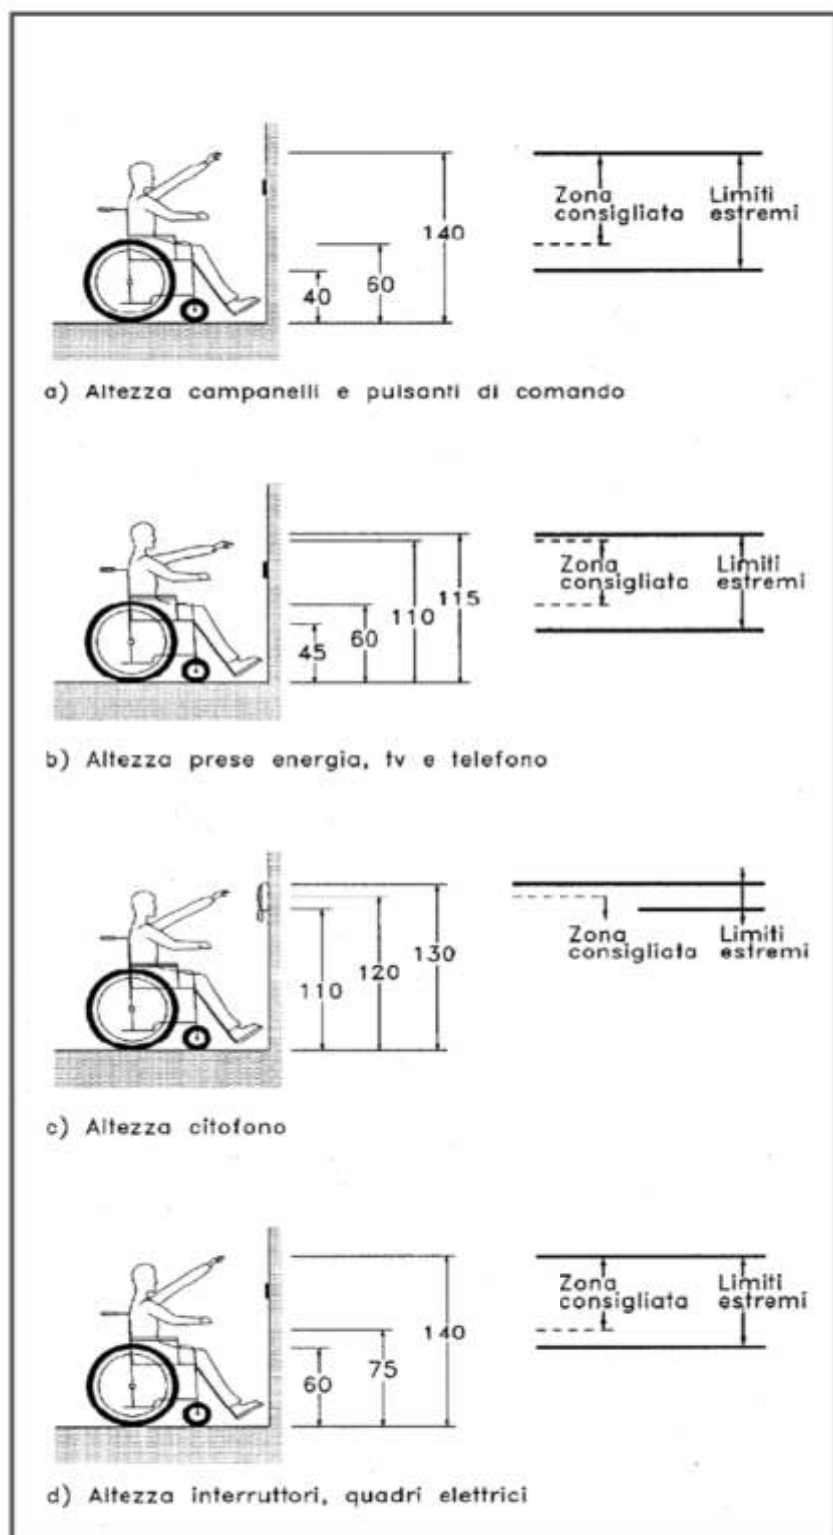 140
60
40
Zona
consigliata
Limiti
estremi
a) Altezza campanelli e pulsanti di comando
115
110
60
45
Zona
consigliata
Limiti
estremi
b) Altezza prese energia, tv e telefono
130
120
110
Zona
consigliata
Limiti
estremi
c) Altezza citofono
140
75
60
Zona
consigliata
Limiti
estremi
d) Altezza interruttori, quadri elettrici